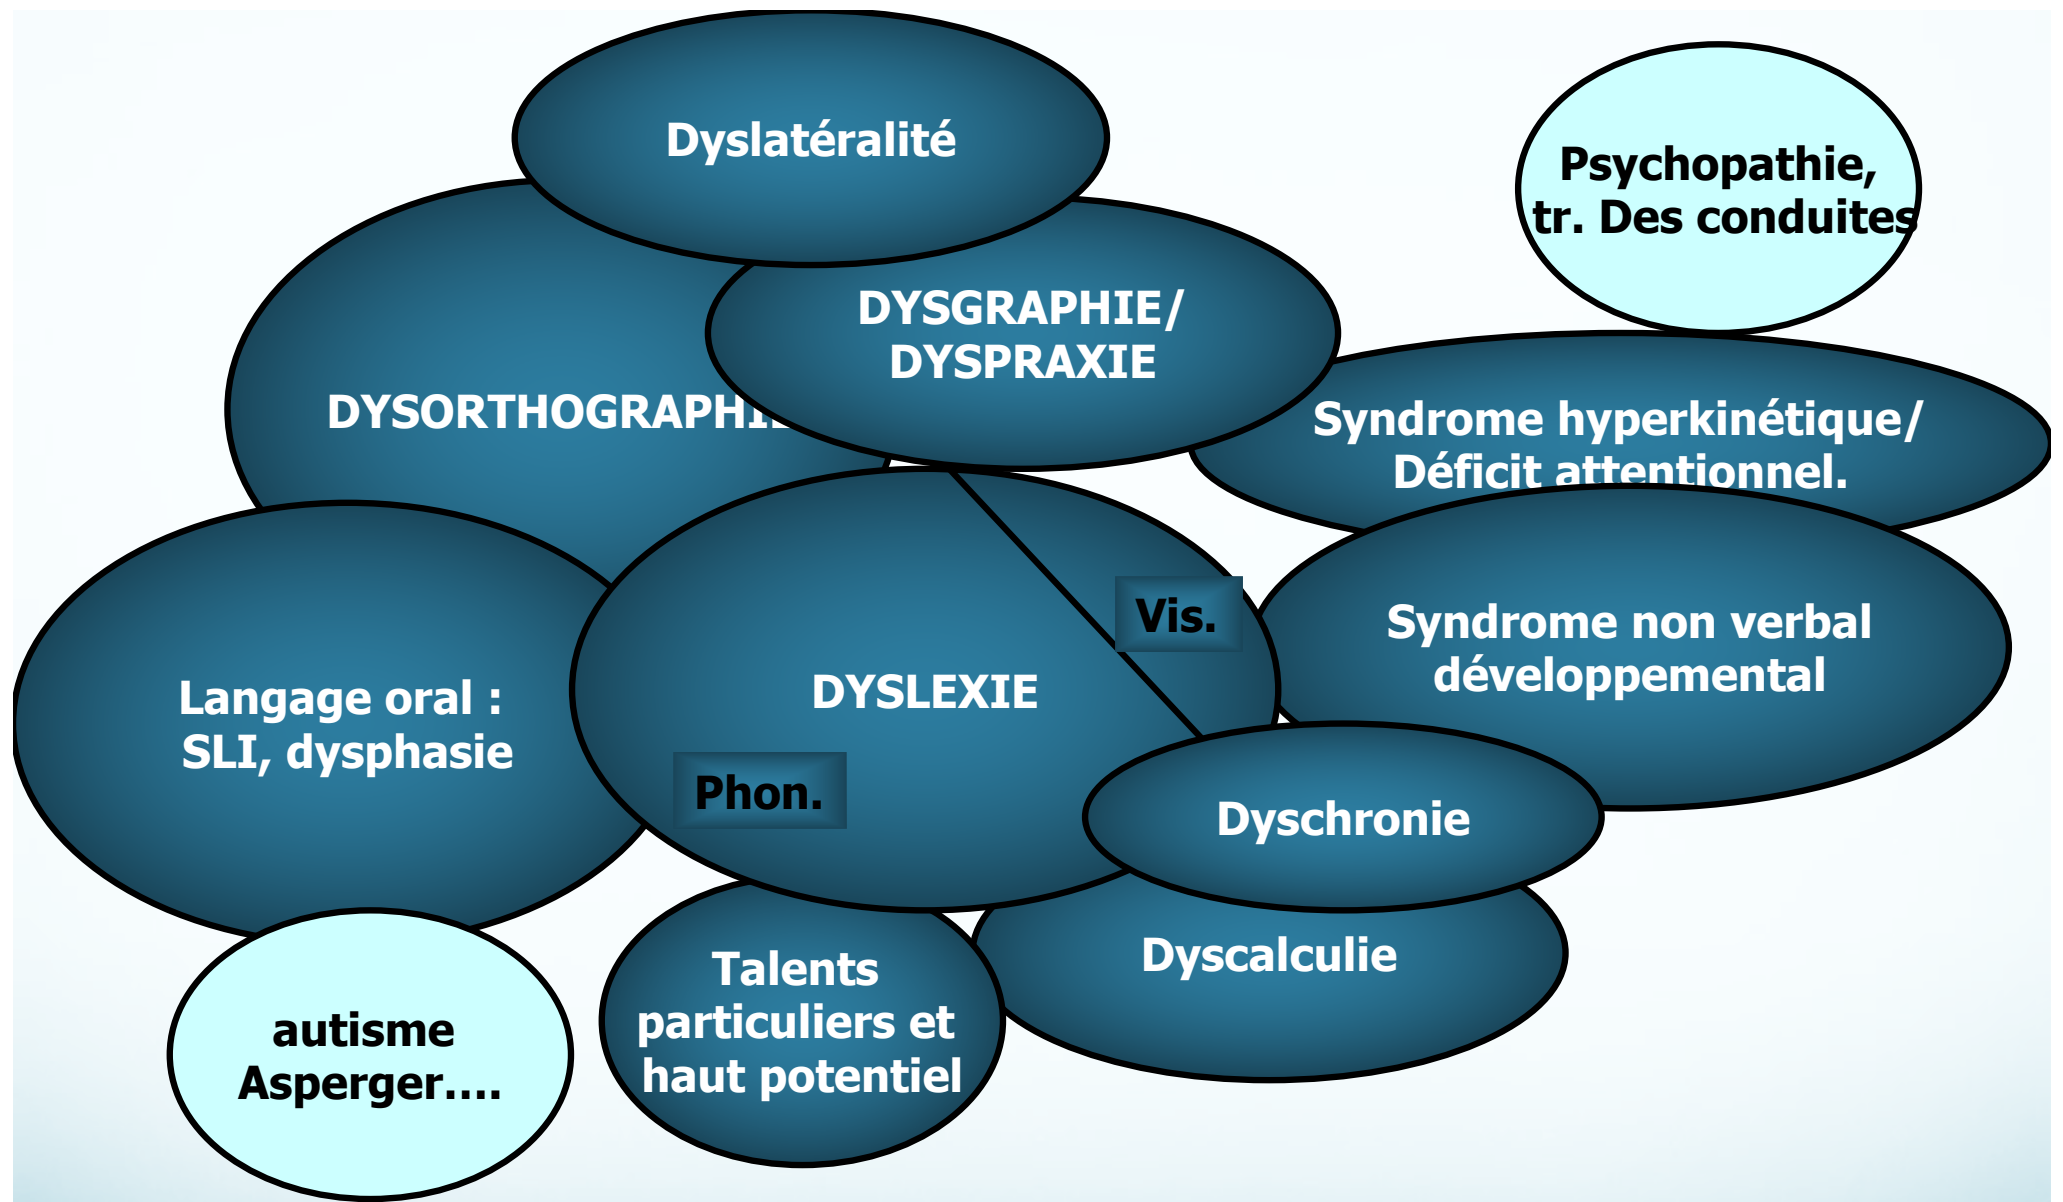 Dyslatéralité
Psychopathie,
tr. Des conduites
DYSGRAPHIE/
DYSPRAXIE
DYSORTHOGRAPHIE
Syndrome hyperkinétique/
Déficit attentionnel.
Vis.
Syndrome non verbal
développemental
DYSLEXIE
Langage oral :
SLI, dysphasie
Phon.
Dyschronie
Dyscalculie
Talents
particuliers et
haut potentiel
autisme
Asperger....